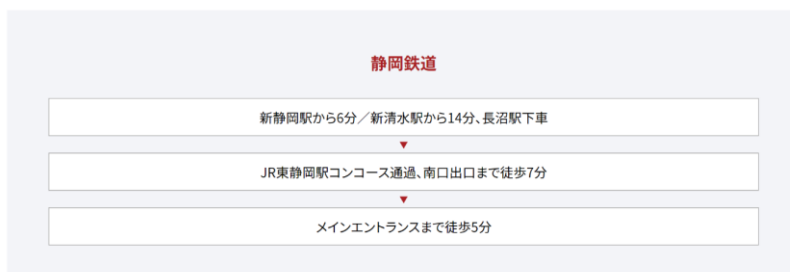 静岡鉄道
新静岡駅から6分／新清水駅から14分、長沼駅下車
▼
JR東静岡駅コンコース通過、南口出口まで徒歩7分
▼
メインエントランスまで徒歩5分